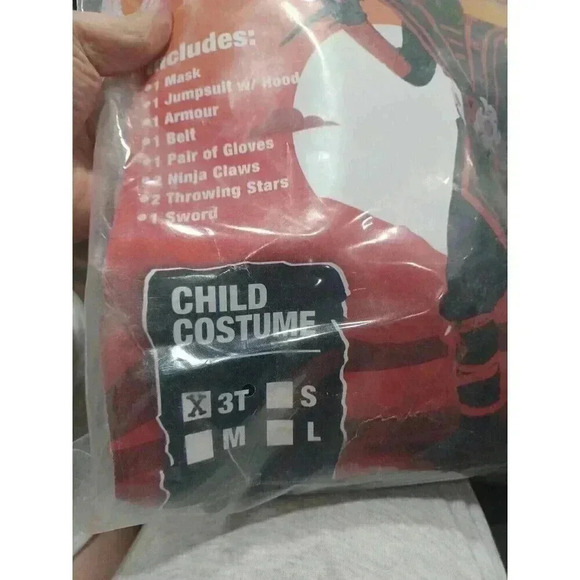 Includes:
•1 Mask
•1 Jumpsuit w/ Hood
•1 Armour
•1 Belt
•1 Pair of Gloves
•2 Ninja Claws
•2 Throwing Stars
•1 Sword
CHILD
COSTUME
X 3T S
M L